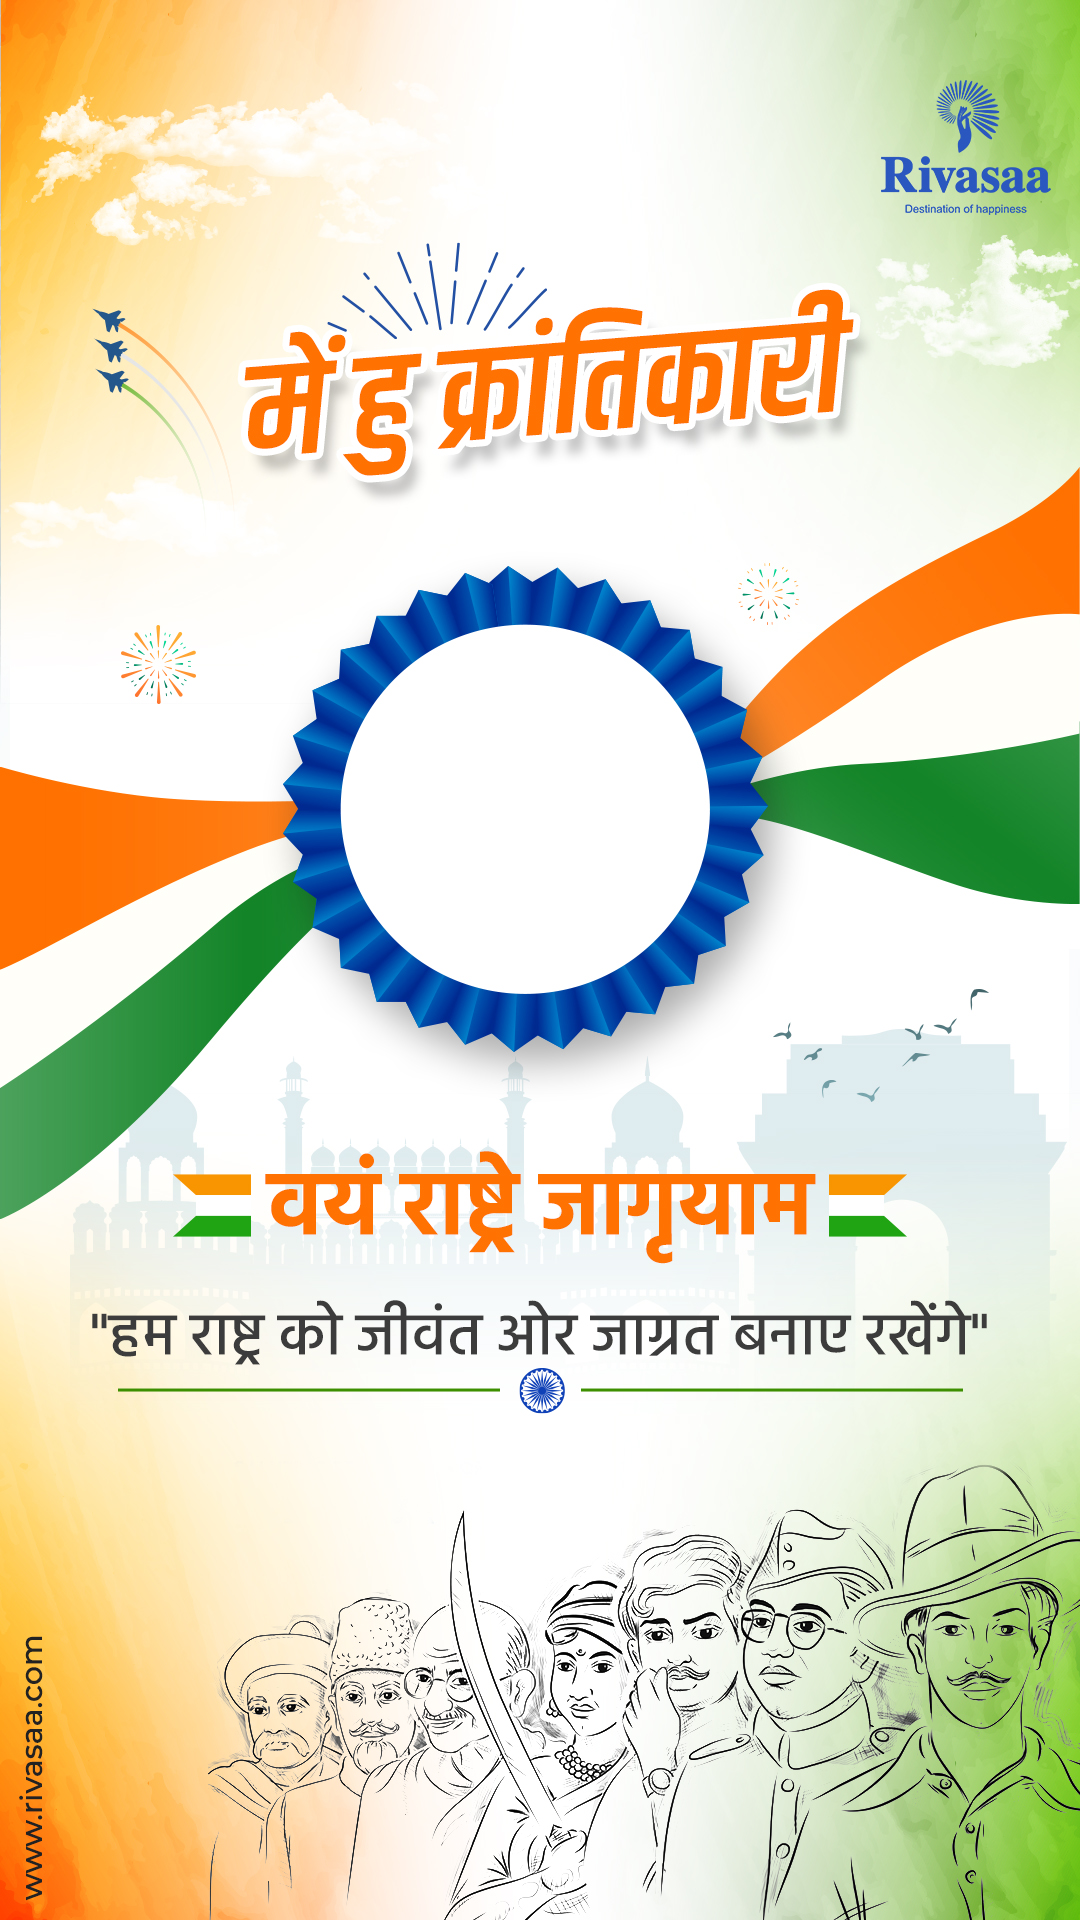 Rivasaa
Destination of happiness
में हु क्रांतिकारी
वयं राष्ट्रे जागृयाम
"हम राष्ट्र को जीवंत ओर जाग्रत बनाए रखेंगे"
www.rivasaa.com